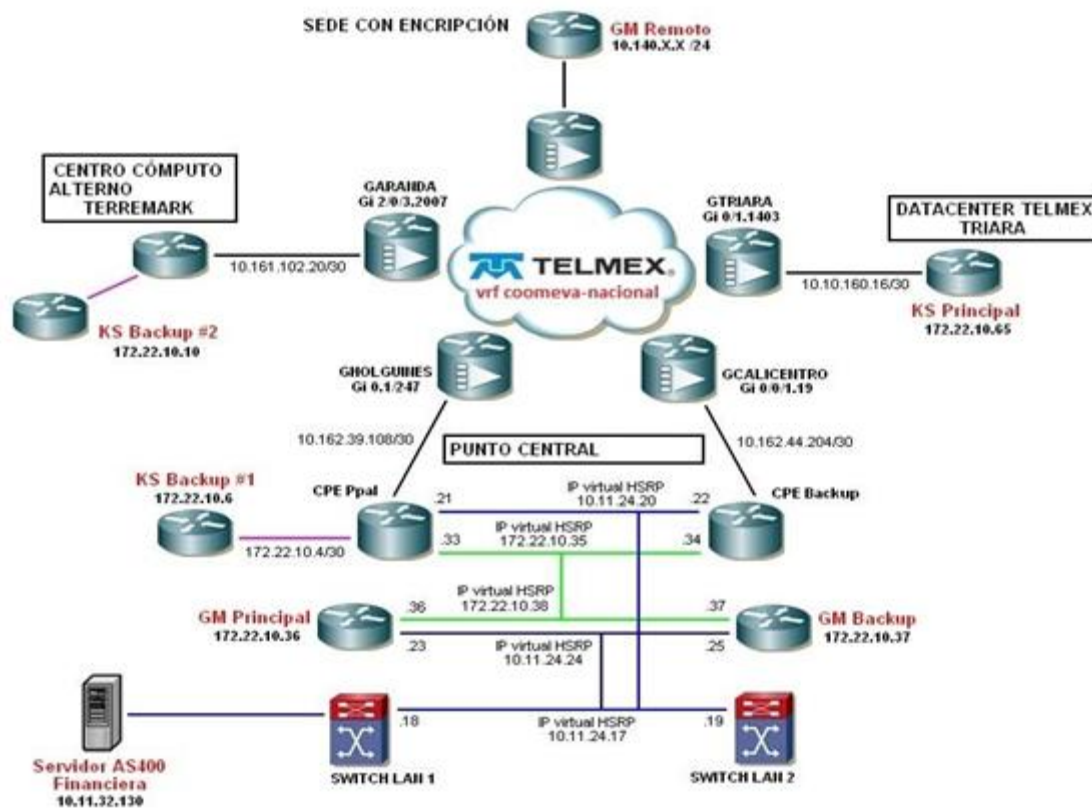 SEDE CON ENCRIPCIÓN
GM Remoto
10.140.X.X /24
CENTRO CÓMPUTO
ALTERNO
TERREMARK
GARANDA
Gi 2/0/3.2007
GTRIARA
Gi 0/1.1403
DATACENTER TELMEX
TRIARA
10.161.102.20/30
TELMEX®
vrf coomeva-nacional
10.10.160.16/30
KS Backup #2
172.22.10.10
KS Principal
172.22.10.65
GHOLGUINES
Gi 0.1/247
GCALICENTRO
Gi 0/0/1.19
10.162.39.108/30
PUNTO CENTRAL
10.162.44.204/30
KS Backup #1
172.22.10.6
CPE Ppal
.21
IP virtual HSRP
10.11.24.20
.22
CPE Backup
172.22.10.4/30
.33
IP virtual HSRP
172.22.10.35
.34
GM Principal
172.22.10.36
.36
IP virtual HSRP
172.22.10.38
.37
GM Backup
172.22.10.37
.23
IP virtual HSRP
10.11.24.24
.25
Servidor AS400
Financiera
10.11.32.130
.18
IP virtual HSRP
10.11.24.17
.19
SWITCH LAN 1
SWITCH LAN 2